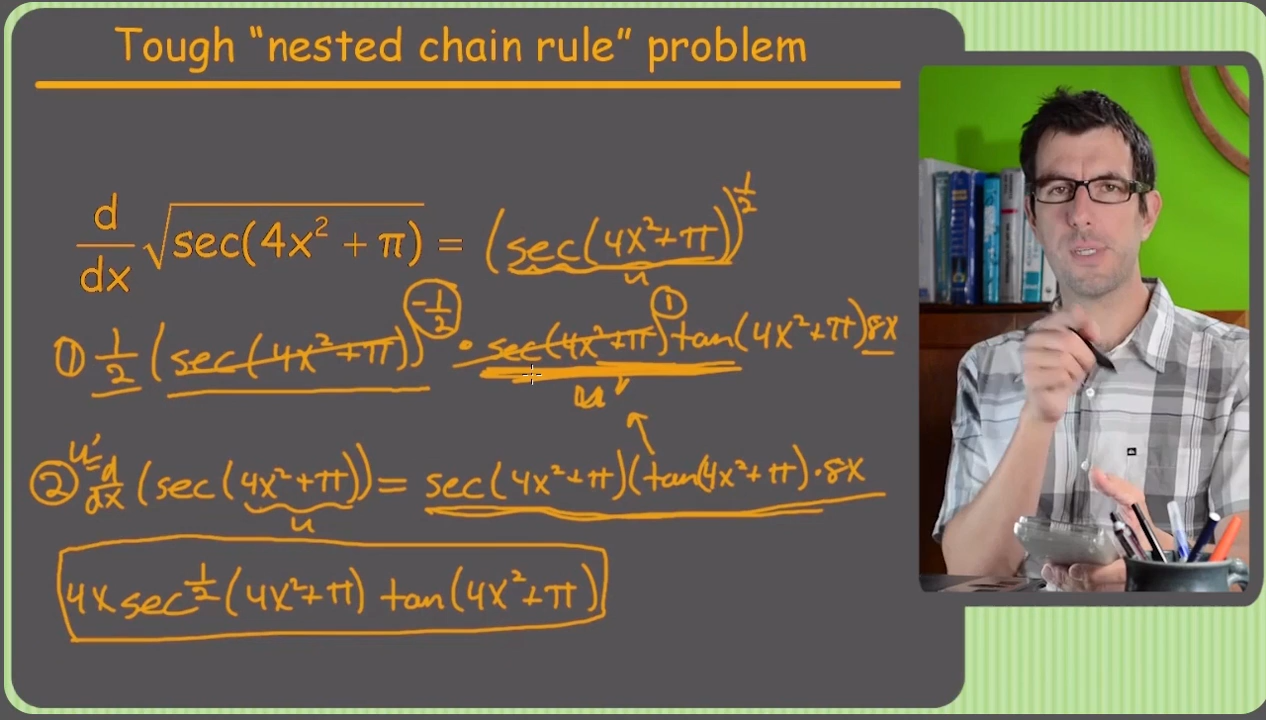 Tough “nested chain rule” problem
d/dx √sec(4x² + π) = (sec(4x²+π))^½
u
① ½ (sec(4x²+π))^-½ · sec(4x²+π)^① tan(4x²+π) 8x
u'
② u' = d/dx (sec(4x²+π)) = sec(4x²+π)(tan(4x²+π)·8x
u
4x sec^½ (4x²+π) tan(4x²+π)